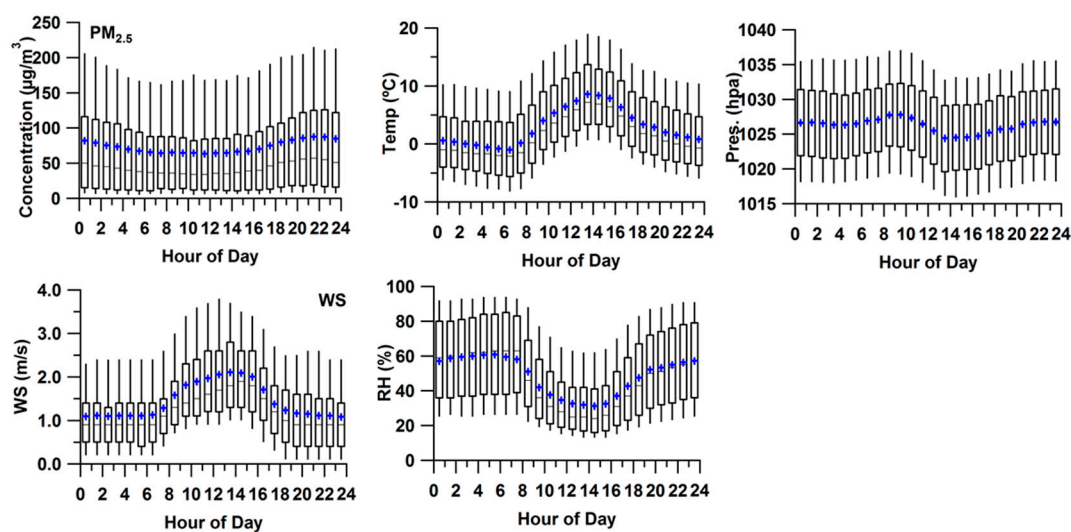 PM2.5
Concentration (µg/m3)
250
200
150
100
50
0
0 2 4 6 8 10 12 14 16 18 20 22 24
Hour of Day
Temp (ºC)
20
10
0
-10
0 2 4 6 8 10 12 14 16 18 20 22 24
Hour of Day
Pres. (hpa)
1040
1035
1030
1025
1020
1015
0 2 4 6 8 10 12 14 16 18 20 22 24
Hour of Day
WS
WS (m/s)
4.0
3.0
2.0
1.0
0.0
0 2 4 6 8 10 12 14 16 18 20 22 24
Hour of Day
RH (%)
100
80
60
40
20
0
0 2 4 6 8 10 12 14 16 18 20 22 24
Hour of Day